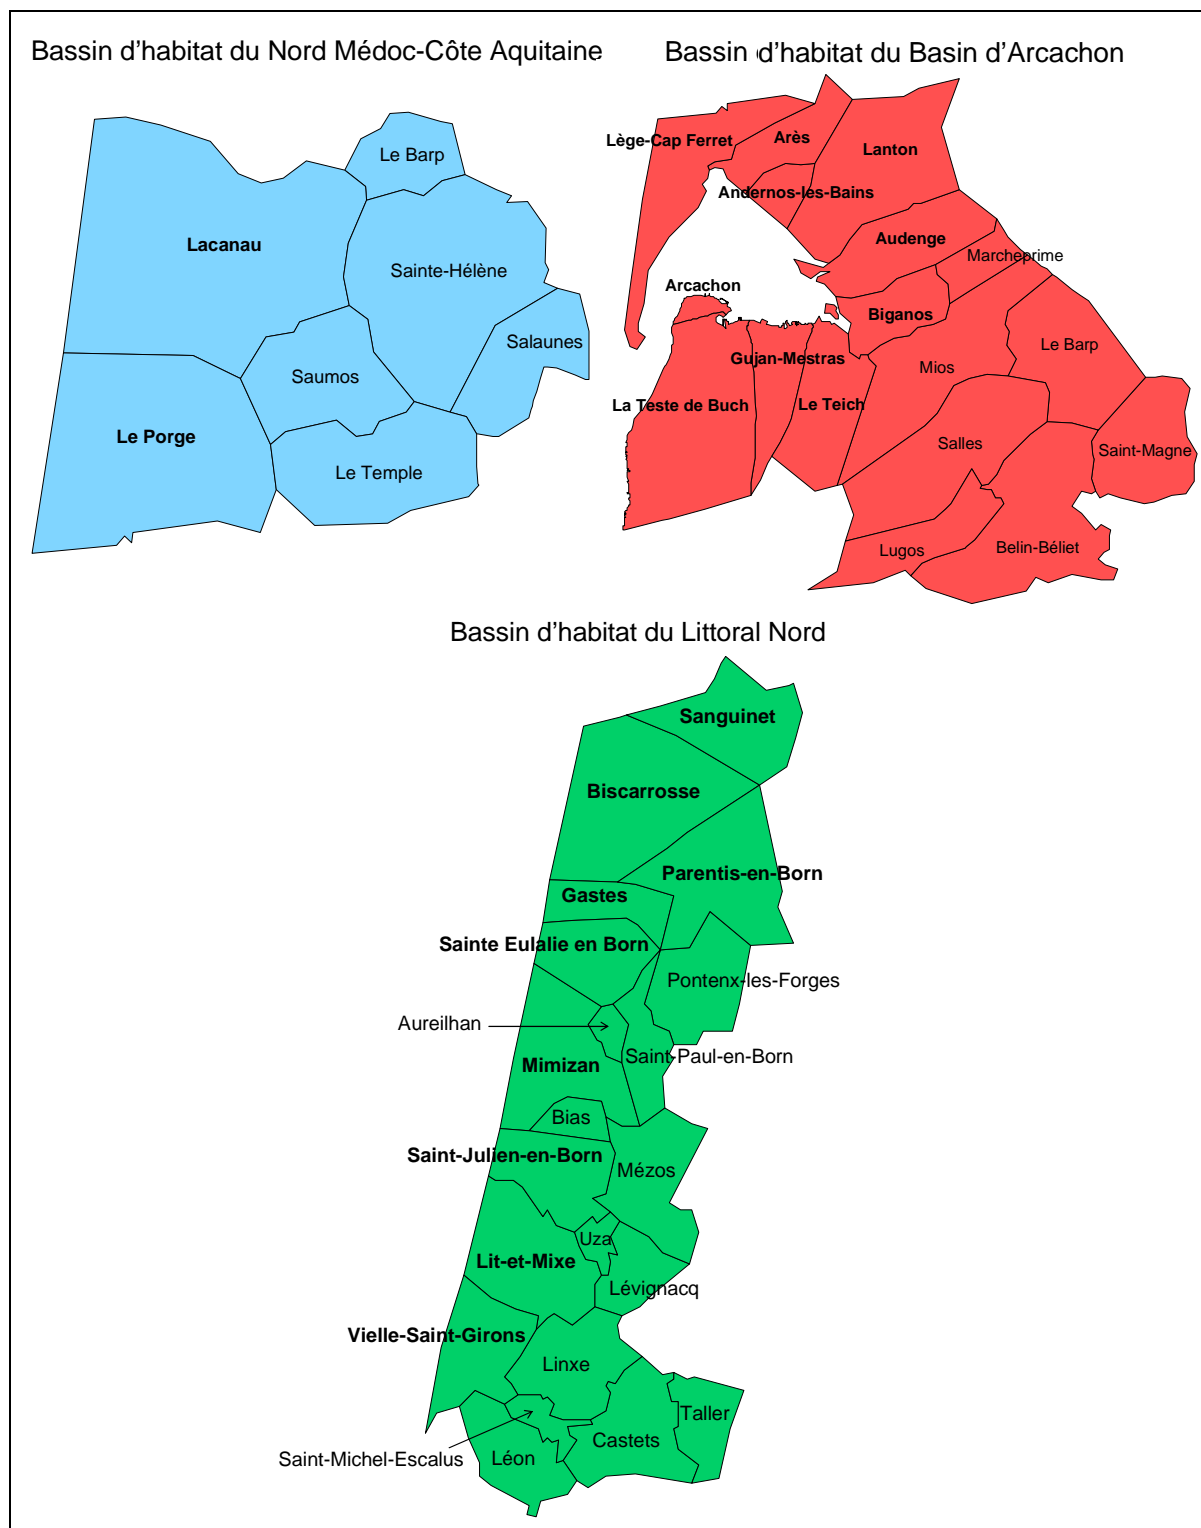 Bassin d'habitat du Nord Médoc-Côte Aquitaine
Bassin d'habitat du Basin d'Arcachon
Le Barp
Lacanau
Sainte-Hélène
Salaunes
Saumos
Le Porge
Le Temple
Lège-Cap Ferret
Arès
Lanton
Andernos-les-Bains
Audenge
Marcheprime
Arcachon
Biganos
Le Barp
Gujan-Mestras
Mios
La Teste de Buch
Le Teich
Salles
Saint-Magne
Lugos
Belin-Béliet
Bassin d'habitat du Littoral Nord
Sanguinet
Biscarrosse
Parentis-en-Born
Gastes
Sainte Eulalie en Born
Pontenx-les-Forges
Aureilhan
Saint-Paul-en-Born
Mimizan
Bias
Saint-Julien-en-Born
Mézos
Uza
Lit-et-Mixe
Lévignacq
Vielle-Saint-Girons
Linxe
Taller
Castets
Saint-Michel-Escalus
Léon